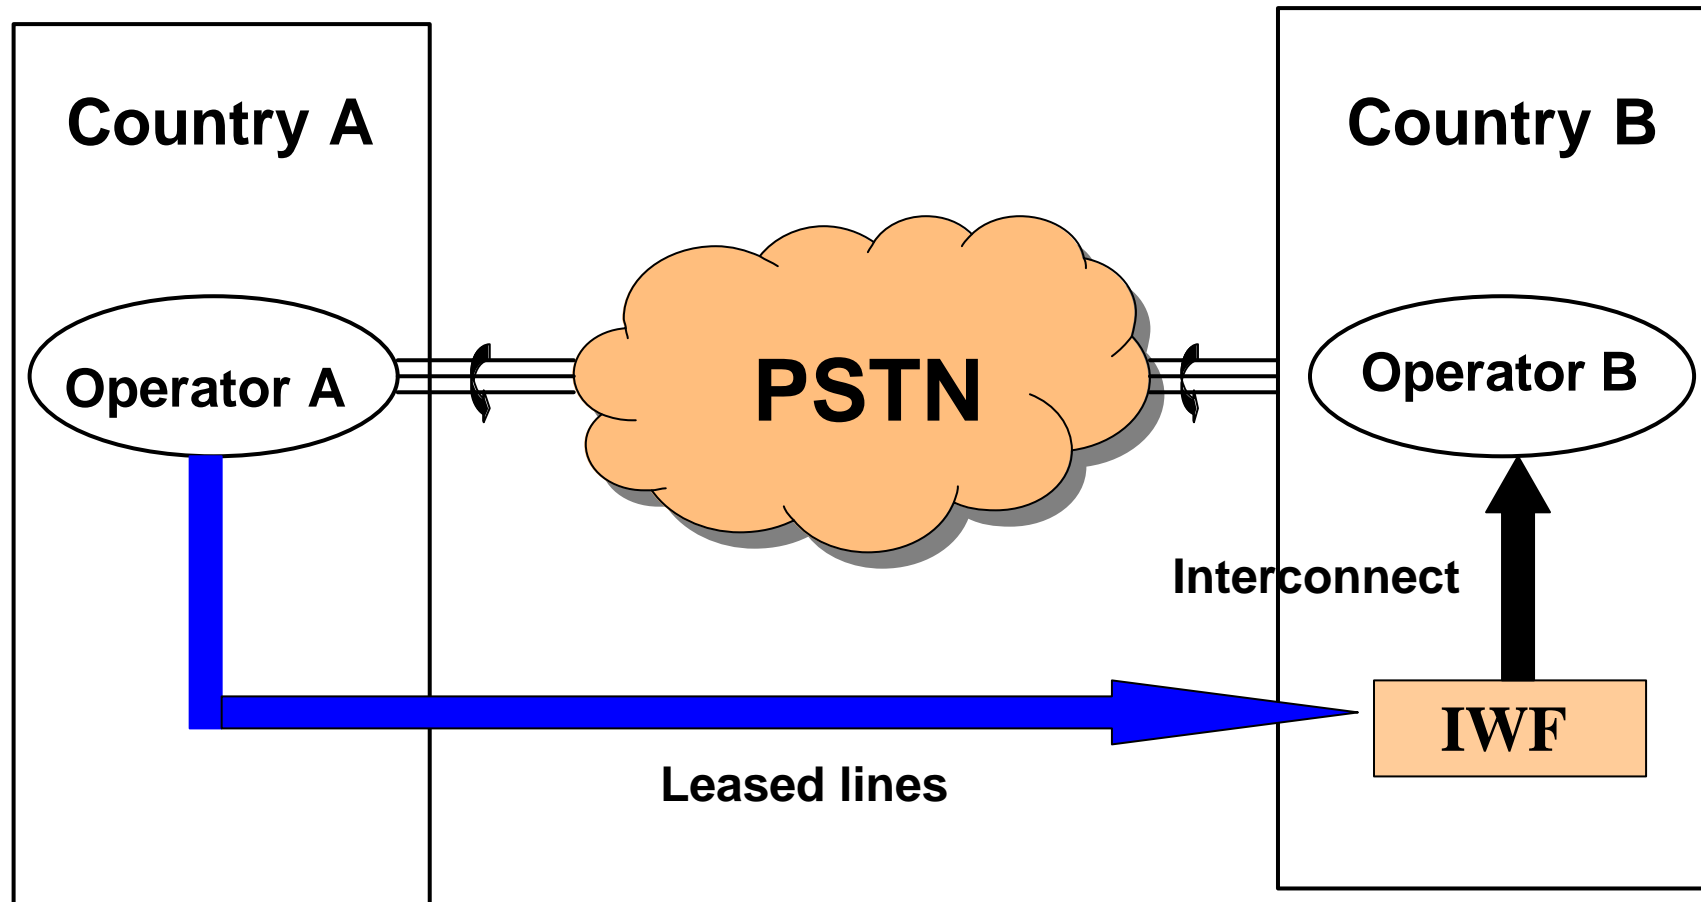 Country A
Country B
Operator A
PSTN
Operator B
Interconnect
IWF
Leased lines